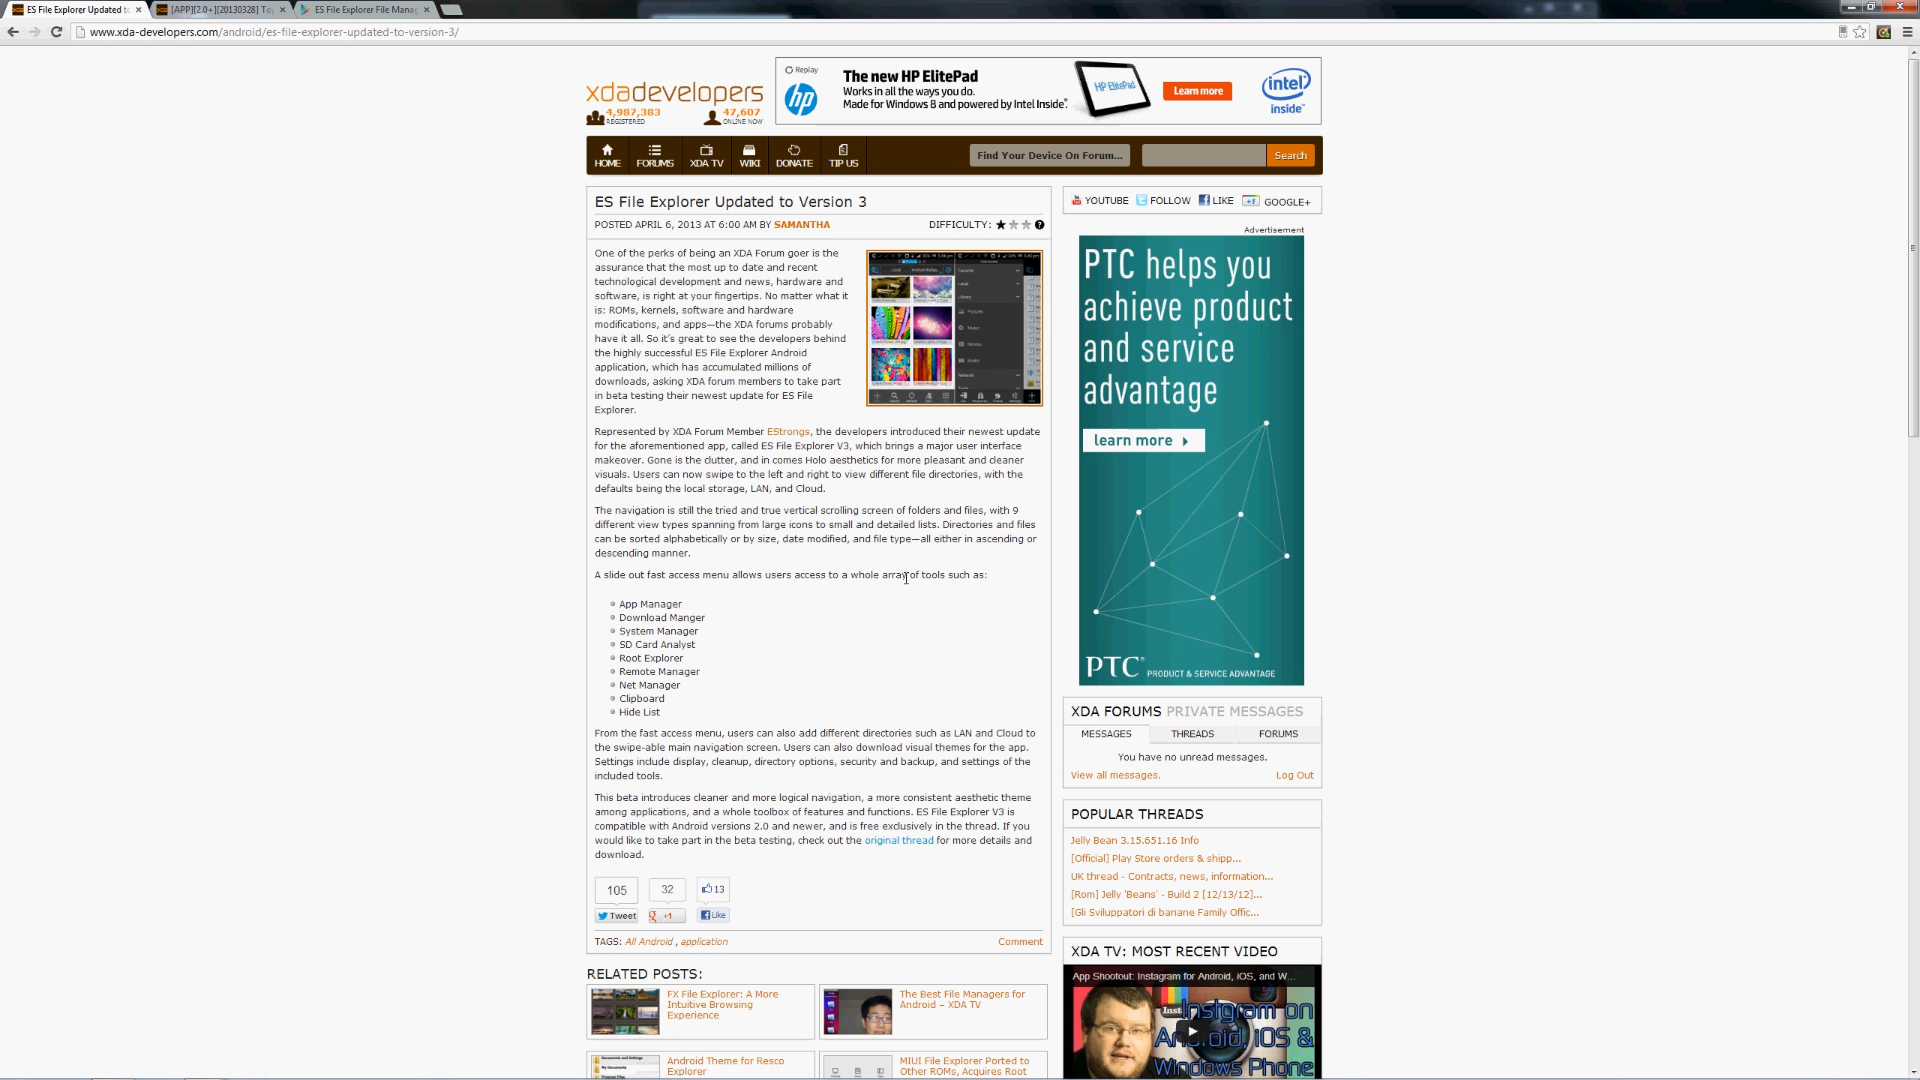 ES File Explorer Updated to
[APP][2.0+][20130328] To
ES File Explorer File Mana
www.xda-developers.com/android/es-file-explorer-updated-to-version-3/
xdadevelopers
4,987,383
REGISTERED
47,607
ONLINE NOW
Replay
hp
The new HP ElitePad
Works in all the ways you do.
Made for Windows 8 and powered by Intel Inside.
HP ElitePad
Learn more
intel
inside
HOME
FORUMS
XDA TV
WIKI
DONATE
TIP US
Find Your Device On Forum...
Search
ES File Explorer Updated to Version 3
POSTED APRIL 6, 2013 AT 6:00 AM BY SAMANTHA
DIFFICULTY:
One of the perks of being an XDA Forum goer is the
assurance that the most up to date and recent
technological development and news, hardware and
software, is right at your fingertips. No matter what it
is: ROMs, kernels, software and hardware
modifications, and apps—the XDA forums probably
have it all. So it's great to see the developers behind
the highly successful ES File Explorer Android
application, which has accumulated millions of
downloads, asking XDA forum members to take part
in beta testing their newest update for ES File
Explorer.
Represented by XDA Forum Member EStrongs, the developers introduced their newest update
for the aforementioned app, called ES File Explorer V3, which brings a major user interface
makeover. Gone is the clutter, and in comes Holo aesthetics for more pleasant and cleaner
visuals. Users can now swipe to the left and right to view different file directories, with the
defaults being the local storage, LAN, and Cloud.
The navigation is still the tried and true vertical scrolling screen of folders and files, with 9
different view types spanning from large icons to small and detailed lists. Directories and files
can be sorted alphabetically or by size, date modified, and file type—all either in ascending or
descending manner.
A slide out fast access menu allows users access to a whole array of tools such as:
App Manager
Download Manger
System Manager
SD Card Analyst
Root Explorer
Remote Manager
Net Manager
Clipboard
Hide List
From the fast access menu, users can also add different directories such as LAN and Cloud to
the swipe-able main navigation screen. Users can also download visual themes for the app.
Settings include display, cleanup, directory options, security and backup, and settings of the
included tools.
This beta introduces cleaner and more logical navigation, a more consistent aesthetic theme
among applications, and a whole toolbox of features and functions. ES File Explorer V3 is
compatible with Android versions 2.0 and newer, and is free exclusively in the thread. If you
would like to take part in the beta testing, check out the original thread for more details and
download.
105
32
13
Tweet
+1
Like
TAGS: All Android , application
Comment
RELATED POSTS:
FX File Explorer: A More
Intuitive Browsing
Experience
The Best File Managers for
Android – XDA TV
Android Theme for Resco
Explorer
MIUI File Explorer Ported to
Other ROMs, Acquires Root
YOUTUBE
FOLLOW
LIKE
GOOGLE+
Advertisement
PTC helps you
achieve product
and service
advantage
learn more
PTC PRODUCT & SERVICE ADVANTAGE
XDA FORUMS PRIVATE MESSAGES
MESSAGES
THREADS
FORUMS
You have no unread messages.
View all messages.
Log Out
POPULAR THREADS
Jelly Bean 3.15.651.16 Info
[Official] Play Store orders & shipp...
UK thread - Contracts, news, information...
[Rom] Jelly 'Beans' - Build 2 [12/13/12]...
[Gli Sviluppatori di banane Family Offic...
XDA TV: MOST RECENT VIDEO
App Shootout: Instagram for Android, iOS, and W...
Instagram on
Android, iOS &
Windows Phone